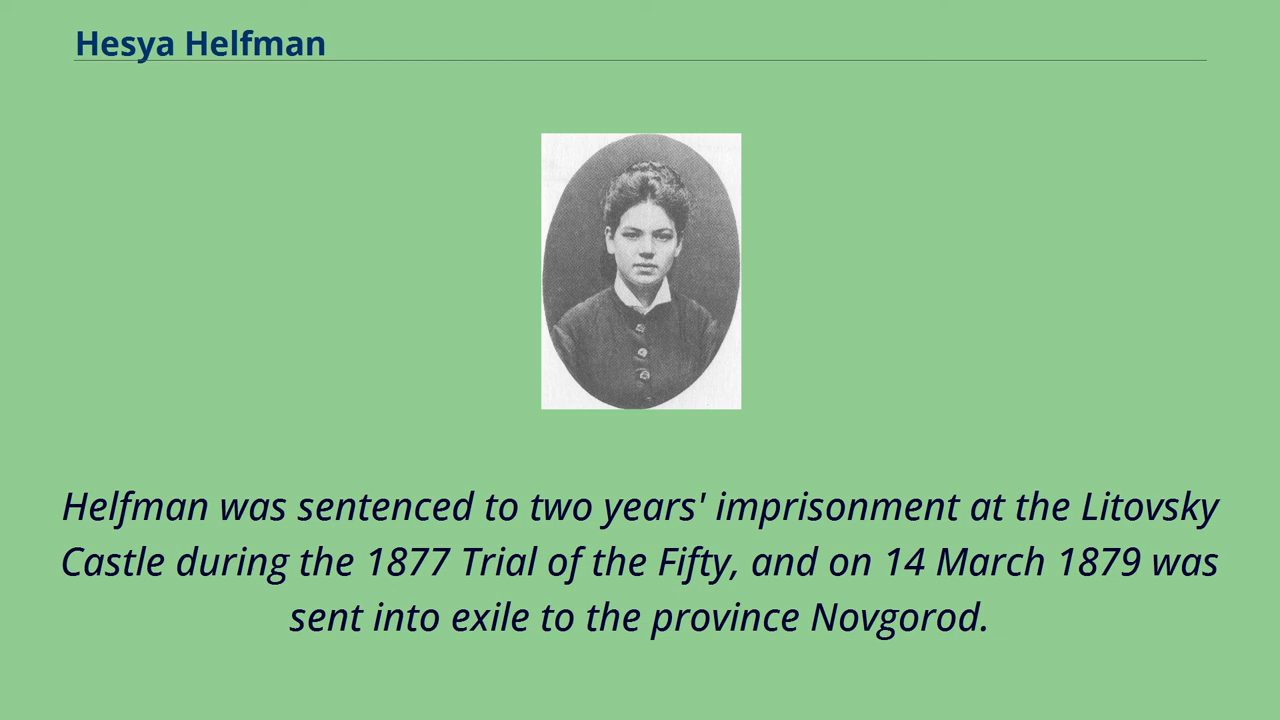 Hesya Helfman
Helfman was sentenced to two years' imprisonment at the Litovsky
Castle during the 1877 Trial of the Fifty, and on 14 March 1879 was
sent into exile to the province Novgorod.